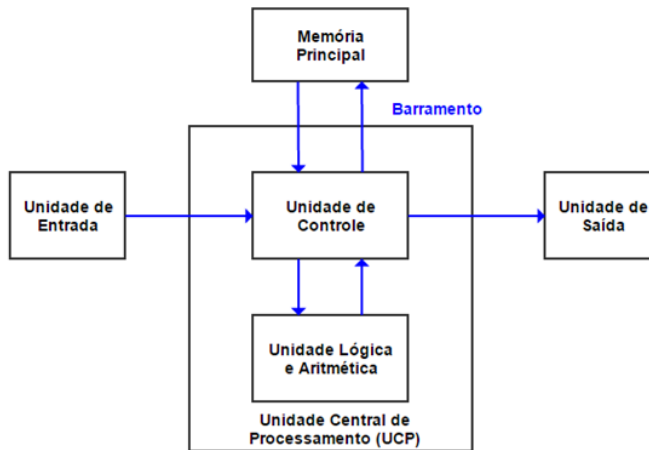 Memória
Principal
Barramento
Unidade de
Entrada
Unidade de
Controle
Unidade de
Saída
Unidade Lógica
e Aritmética
Unidade Central de
Processamento (UCP)